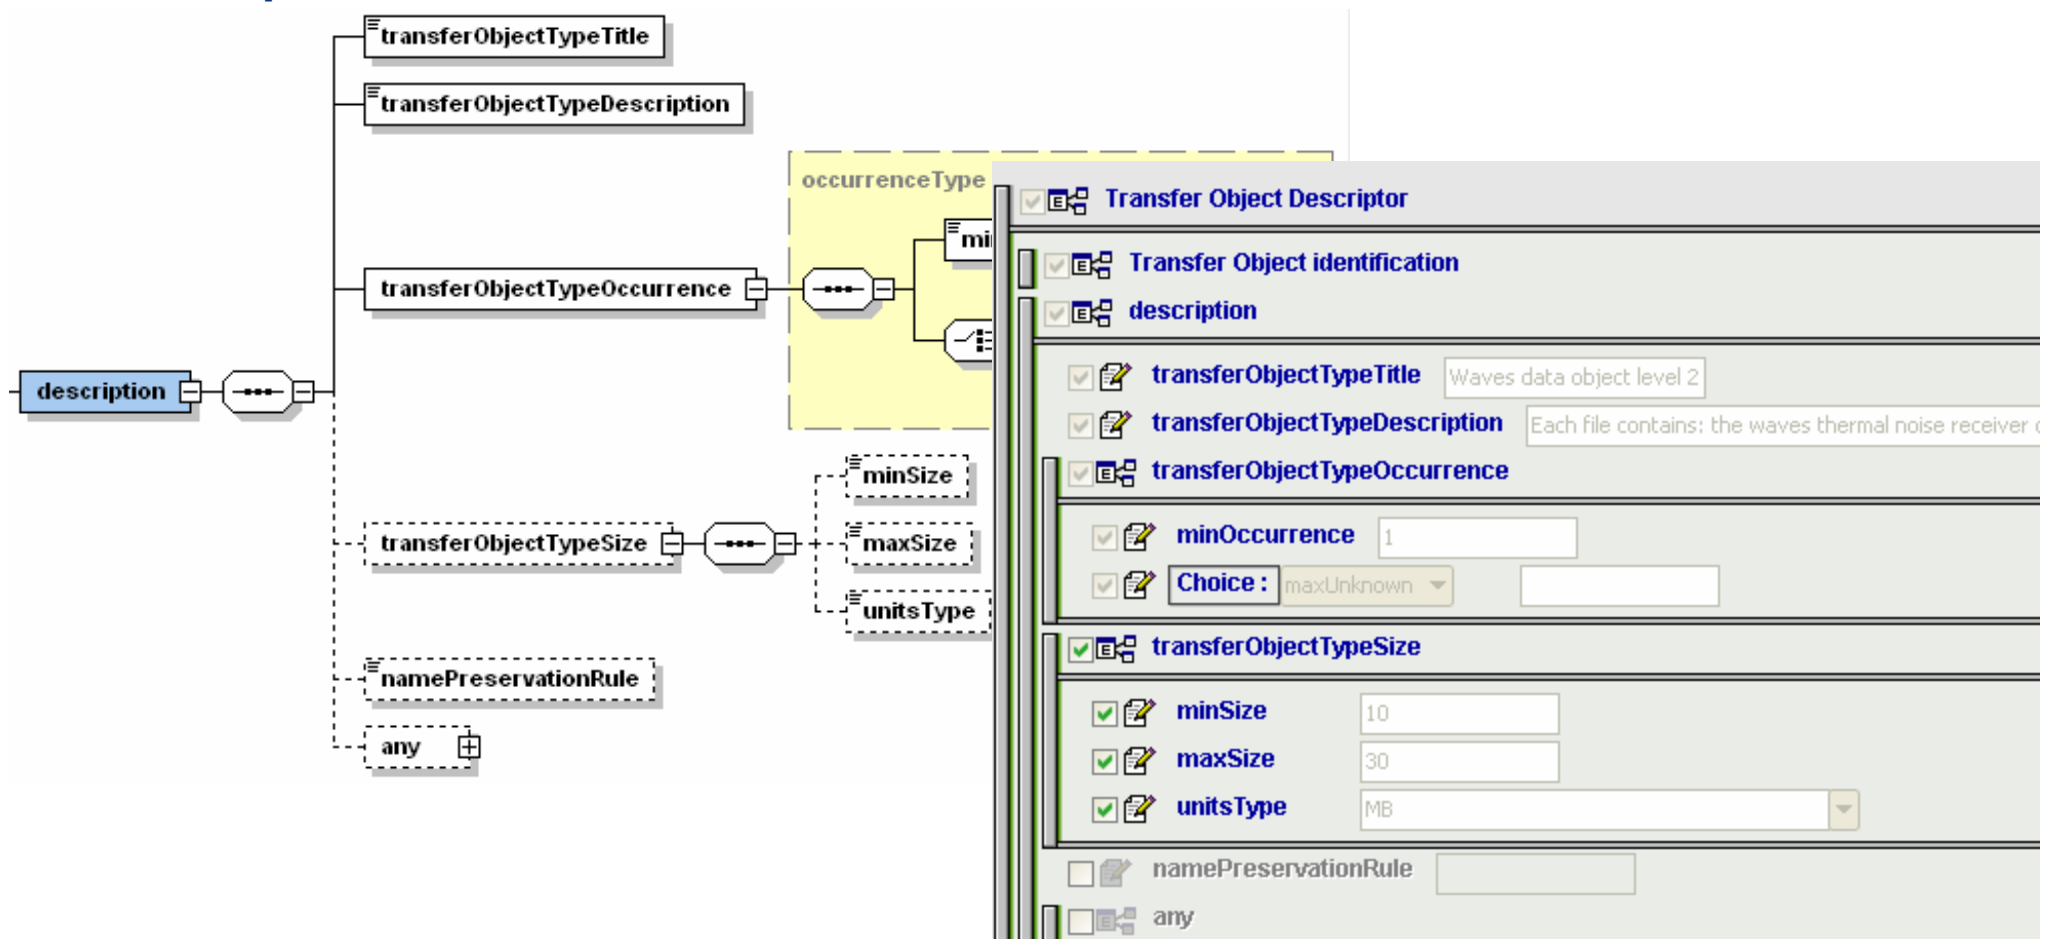 transferObjectTypeTitle
transferObjectTypeDescription
occurrenceType
transferObjectTypeOccurrence
description
minSize
transferObjectTypeSize
maxSize
unitsType
namePreservationRule
any
Transfer Object Descriptor
Transfer Object identification
description
transferObjectTypeTitle Waves data object level 2
transferObjectTypeDescription Each file contains: the waves thermal noise receiver
transferObjectTypeOccurrence
minOccurrence 1
Choice : maxUnknown
transferObjectTypeSize
minSize 10
maxSize 30
unitsType MB
namePreservationRule
any